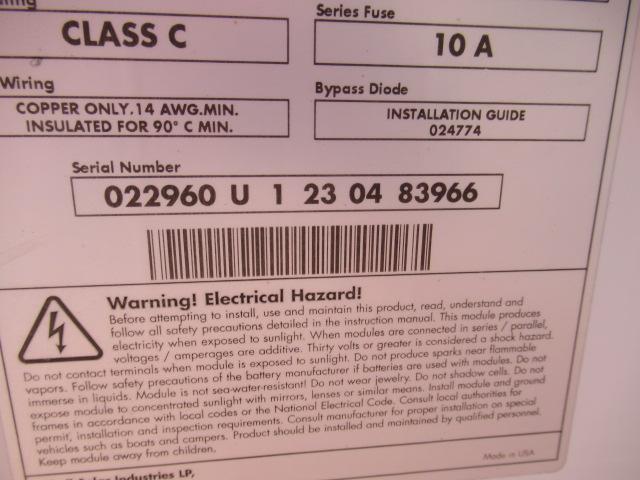 Series Fuse
CLASS C
10 A
Wiring
Bypass Diode
COPPER ONLY,14 AWG.MIN.
INSULATED FOR 90° C MIN.
INSTALLATION GUIDE
024774
Serial Number
022960 U 1 23 04 83966
Warning! Electrical Hazard!
Before attempting to install, use and maintain this product, read, understand and
follow all safety precautions detailed in the instruction manual. This module produces
electricity when exposed to sunlight. When modules are connected in series / parallel,
voltages / amperages are additive. Thirty volts or greater is considered a shock hazard.
Do not contact terminals when module is exposed to sunlight. Do not produce sparks near flammable
vapors. Follow safety precautions of the battery manufacturer if batteries are used with modules. Do not
immerse in liquids. Module is not sea-water-resistant! Do not wear jewelry. Do not shadow cells. Do not
expose module to concentrated sunlight with mirrors, lenses or similar means. Install module and ground
frames in accordance with local codes or the National Electrical Code. Consult local authorities for
permit, installation and inspection requirements. Consult manufacturer for proper installation on special
vehicles such as boats and campers. Product should be installed and maintained by qualified personnel.
Keep module away from children.
Industries LP,
Made in USA